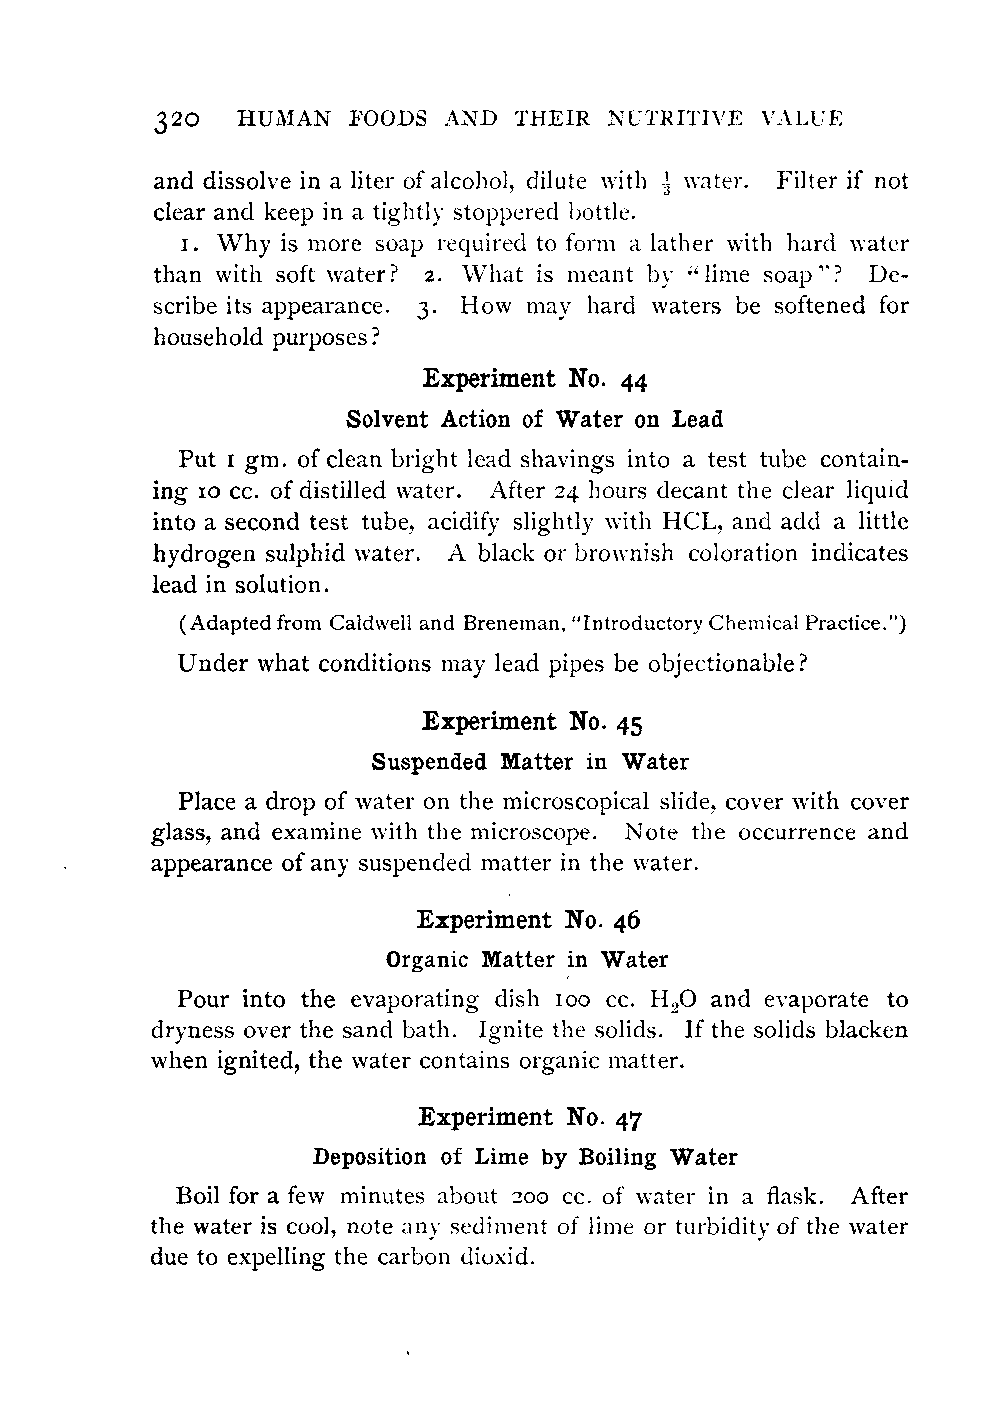 320 HUMAN FOODS AND THEIR NUTRITIVE VALUE
and dissolve in a liter of alcohol, dilute with ⅓ water. Filter if not
clear and keep in a tightly stoppered bottle.
1. Why is more soap required to form a lather with hard water
than with soft water? 2. What is meant by "lime soap"? De-
scribe its appearance. 3. How may hard waters be softened for
household purposes?
Experiment No. 44
Solvent Action of Water on Lead
Put 1 gm. of clean bright lead shavings into a test tube contain-
ing 10 cc. of distilled water. After 24 hours decant the clear liquid
into a second test tube, acidify slightly with HCL, and add a little
hydrogen sulphid water. A black or brownish coloration indicates
lead in solution.
(Adapted from Caldwell and Breneman, "Introductory Chemical Practice.")
Under what conditions may lead pipes be objectionable?
Experiment No. 45
Suspended Matter in Water
Place a drop of water on the microscopical slide, cover with cover
glass, and examine with the microscope. Note the occurrence and
appearance of any suspended matter in the water.
Experiment No. 46
Organic Matter in Water
Pour into the evaporating dish 100 cc. H₂O and evaporate to
dryness over the sand bath. Ignite the solids. If the solids blacken
when ignited, the water contains organic matter.
Experiment No. 47
Deposition of Lime by Boiling Water
Boil for a few minutes about 200 cc. of water in a flask. After
the water is cool, note any sediment of lime or turbidity of the water
due to expelling the carbon dioxid.